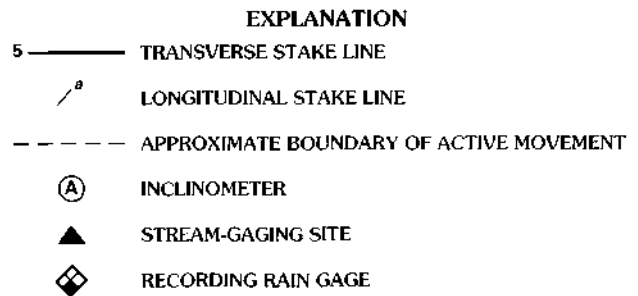 EXPLANATION
5 TRANSVERSE STAKE LINE
a LONGITUDINAL STAKE LINE
APPROXIMATE BOUNDARY OF ACTIVE MOVEMENT
A INCLINOMETER
STREAM-GAGING SITE
RECORDING RAIN GAGE